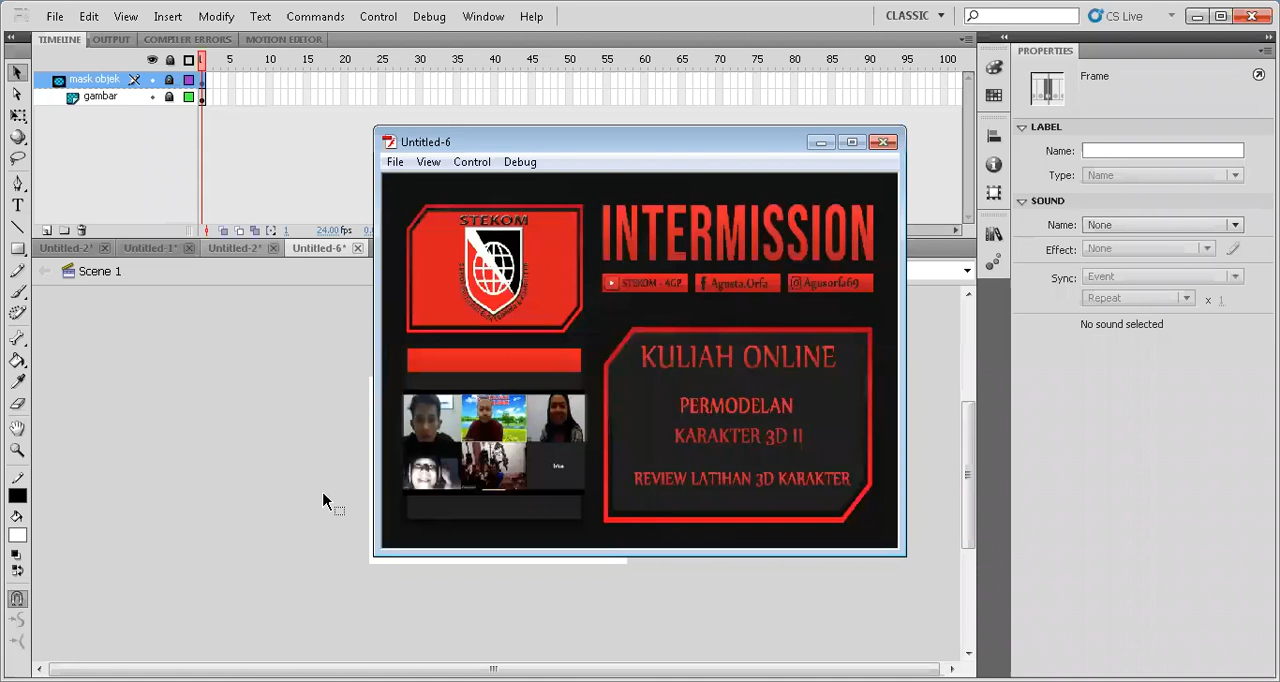 File Edit View Insert Modify Text Commands Control Debug Window Help
CLASSIC
CS Live
TIMELINE OUTPUT COMPILER ERRORS MOTION EDITOR
1 5 10 15 20 25 30 35 40 45 50 55 60 65 70 75 80 85 90 95 100
mask objek
gambar
1 24.00 fps
Untitled-2* Untitled-1* Untitled-2* Untitled-6*
Scene 1
Untitled-6
File View Control Debug
STEKOM
INTERMISSION
STEKOM - AGP Agusta.Orfa Agusorfa69
KULIAH ONLINE
PERMODELAN
KARAKTER 3D II
REVIEW LATIHAN 3D KARAKTER
PROPERTIES
Frame
LABEL
Name:
Type: Name
SOUND
Name: None
Effect: None
Sync: Event
Repeat x 1
No sound selected